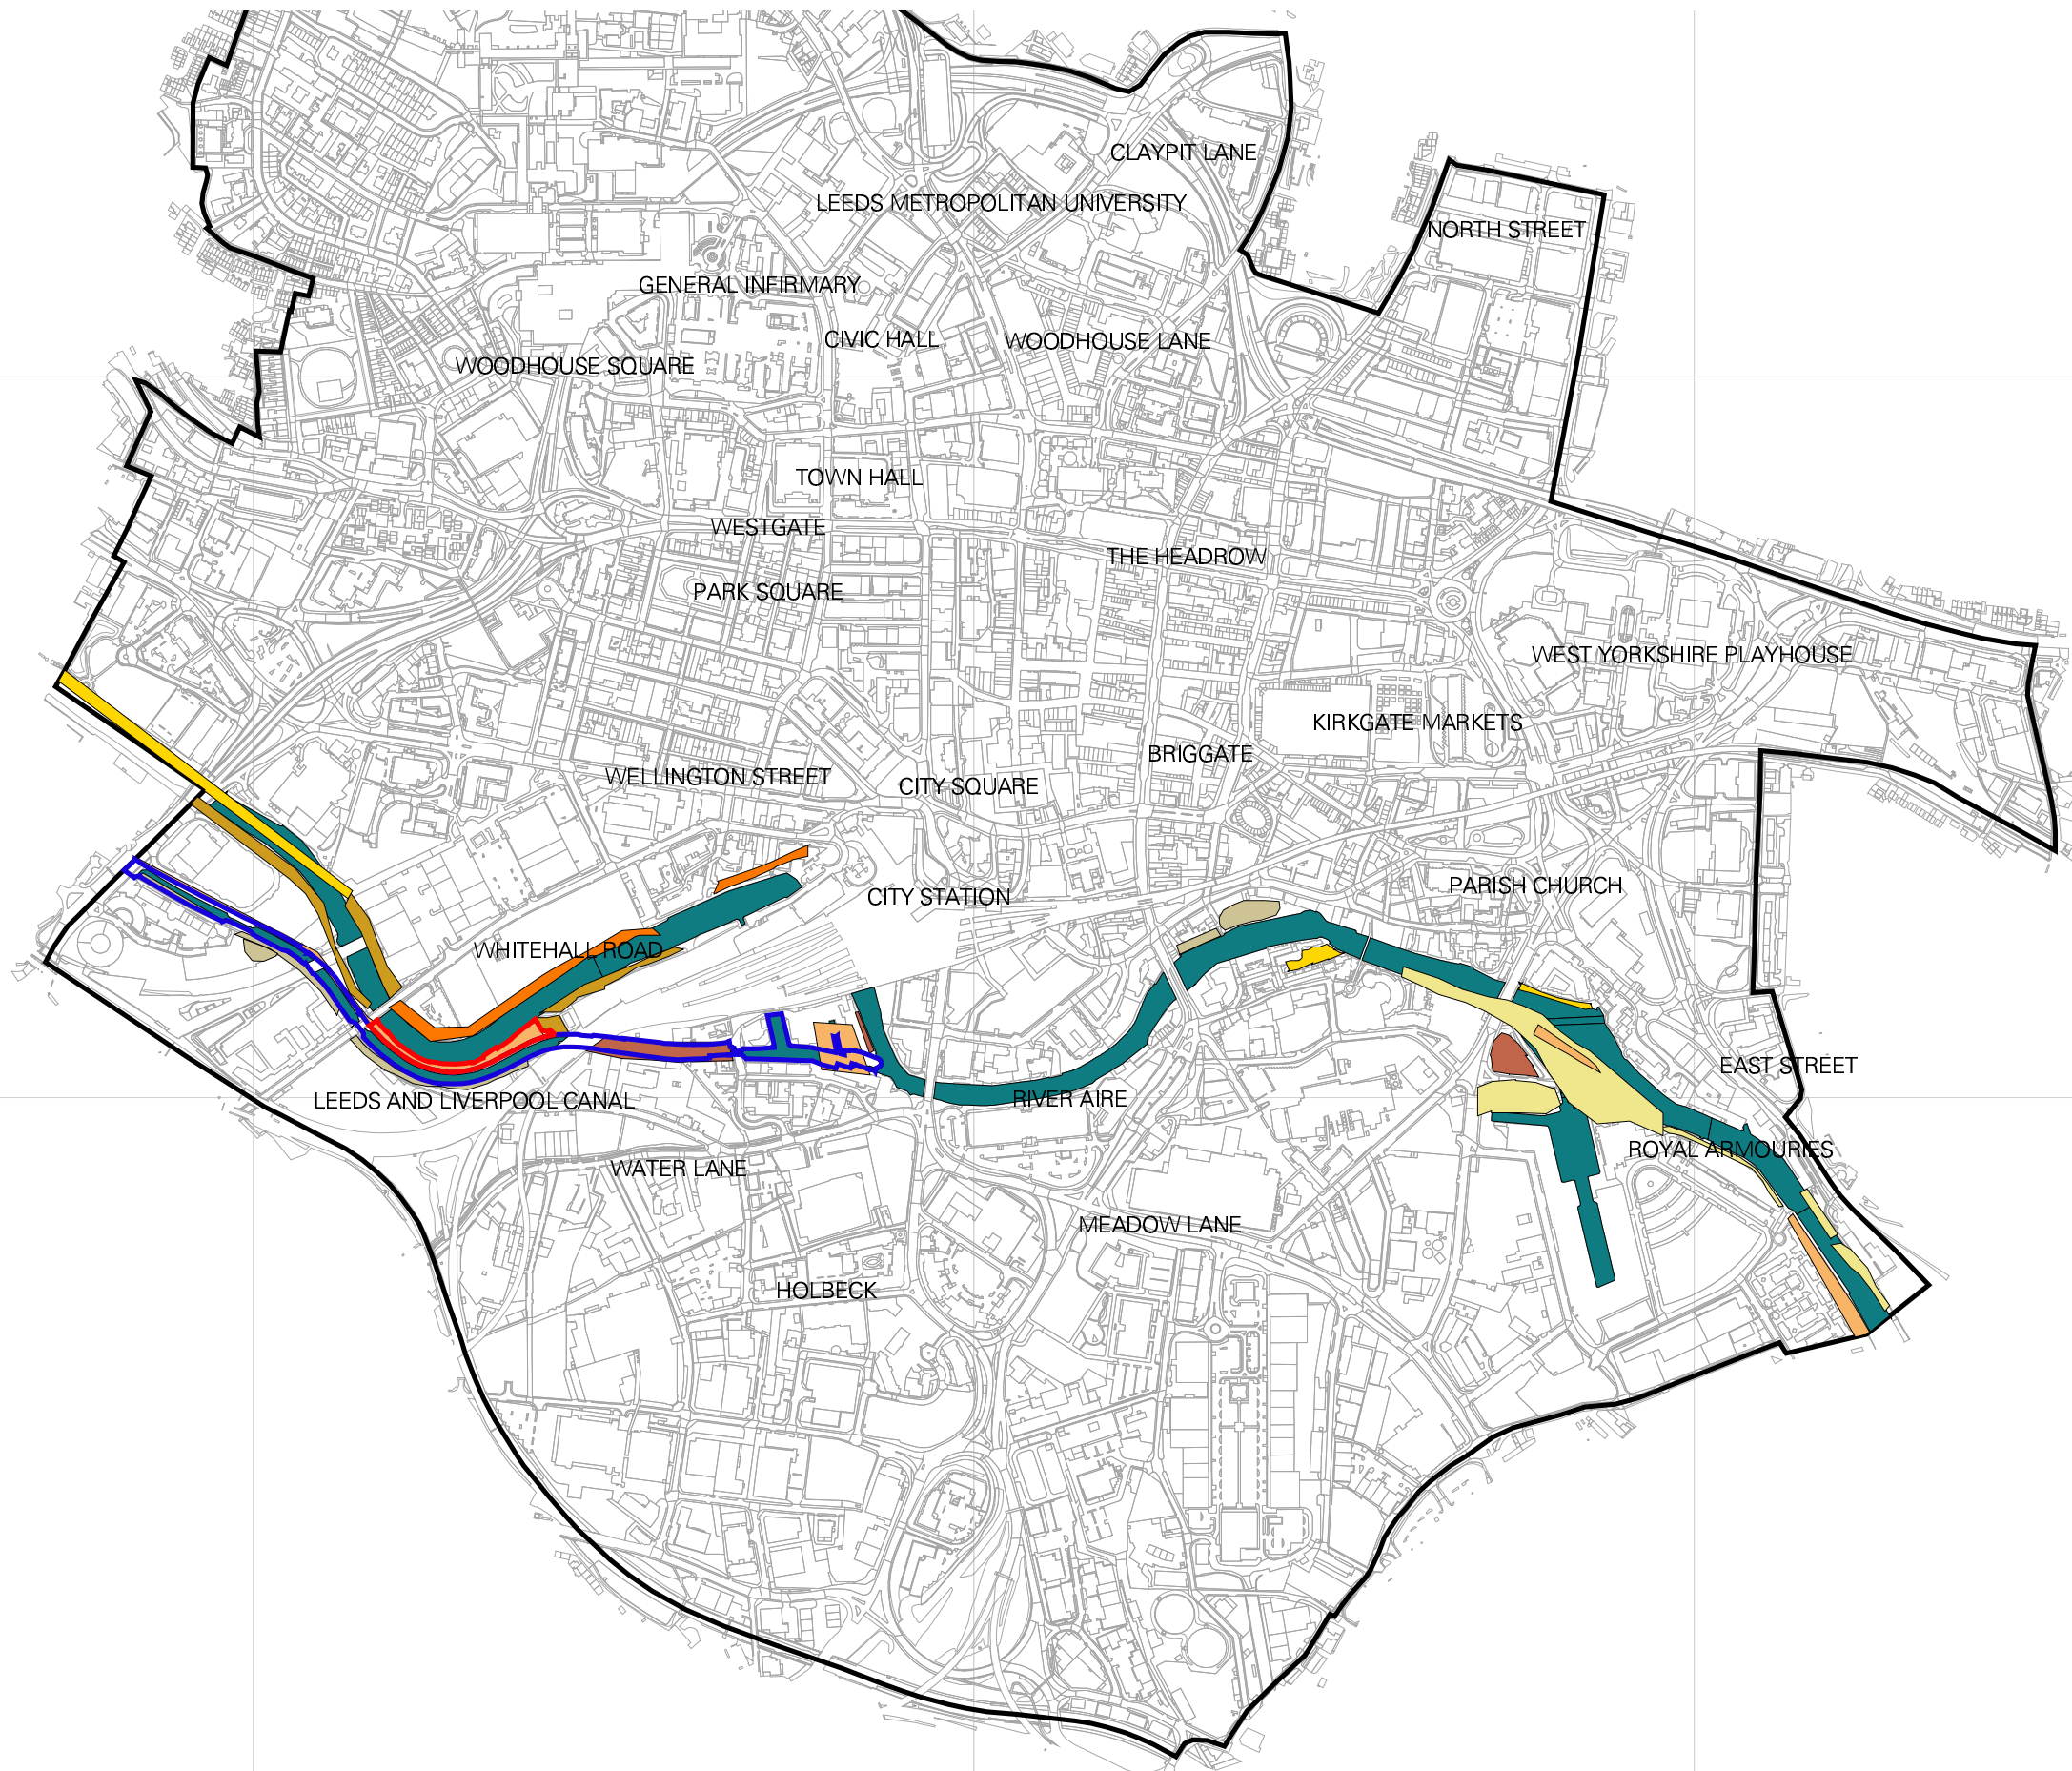 CLAYPIT LANE
LEEDS METROPOLITAN UNIVERSITY
NORTH STREET
GENERAL INFIRMARY
CIVIC HALL
WOODHOUSE LANE
WOODHOUSE SQUARE
TOWN HALL
WESTGATE
THE HEADROW
PARK SQUARE
WEST YORKSHIRE PLAYHOUSE
KIRKGATE MARKETS
BRIGGATE
WELLINGTON STREET
CITY SQUARE
PARISH CHURCH
CITY STATION
WHITEHALL ROAD
EAST STREET
LEEDS AND LIVERPOOL CANAL
RIVER AIRE
ROYAL ARMOURIES
WATER LANE
MEADOW LANE
HOLBECK